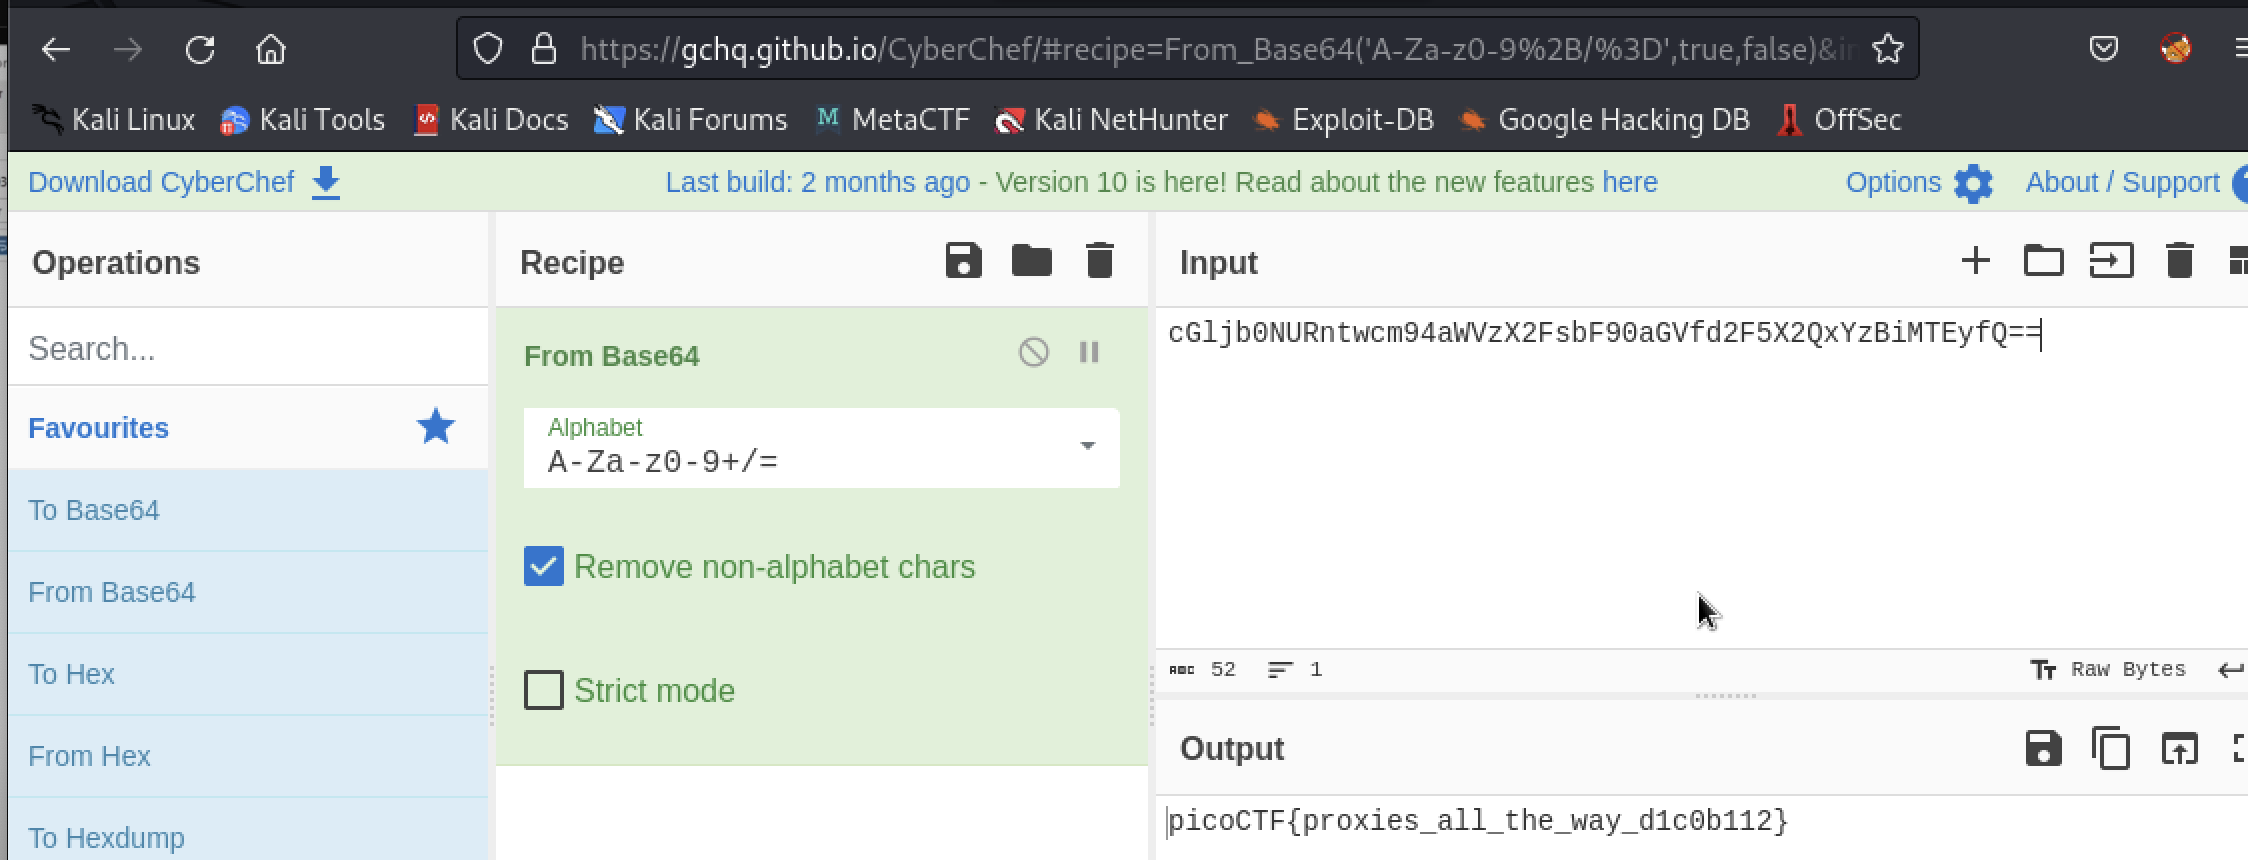 https://gchq.github.io/CyberChef/#recipe=From_Base64('A-Za-z0-9%2B/%3D',true,false)&in
Kali Linux Kali Tools Kali Docs Kali Forums MetaCTF Kali NetHunter Exploit-DB Google Hacking DB OffSec
Download CyberChef Last build: 2 months ago - Version 10 is here! Read about the new features here Options About / Support
Operations
Search...
Favourites
To Base64
From Base64
To Hex
From Hex
To Hexdump
Recipe
From Base64
Alphabet
A-Za-z0-9+/=
Remove non-alphabet chars
Strict mode
Input
cGljb0NURntwcm94aWVzX2FsbF90aGVfd2F5X2QxYzBiMTEyfQ==
ABC 52 1 Raw Bytes
Output
picoCTF{proxies_all_the_way_d1c0b112}